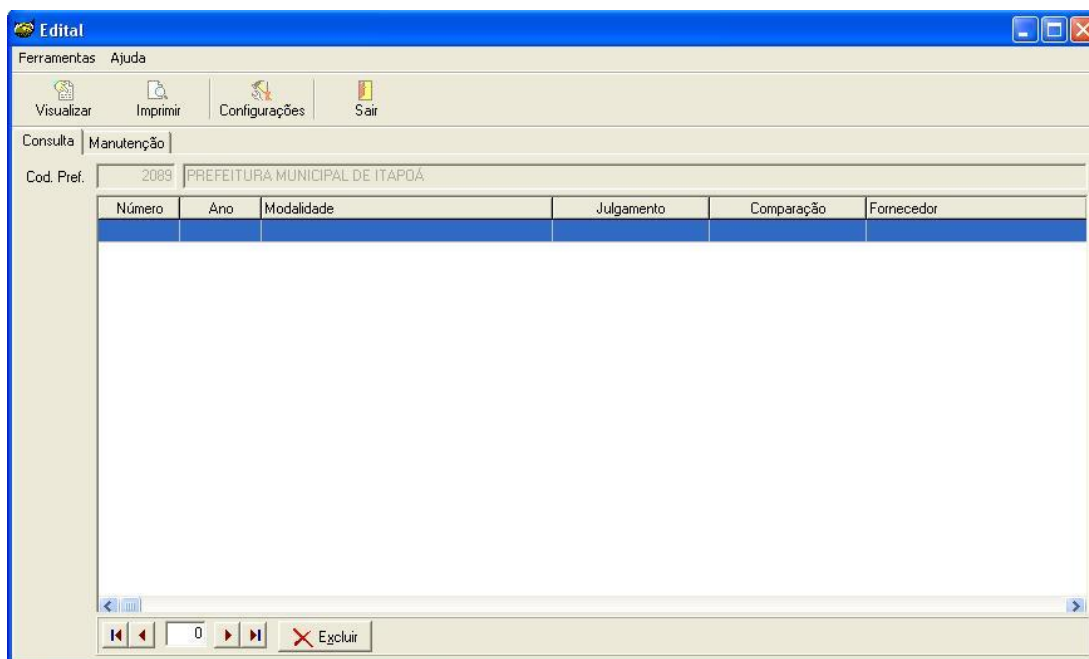 Edital
Ferramentas Ajuda
Visualizar Imprimir Configurações Sair
Consulta Manutenção
Cod. Pref. 2089 PREFEITURA MUNICIPAL DE ITAPOÁ
Número Ano Modalidade Julgamento Comparação Fornecedor
0 Excluir